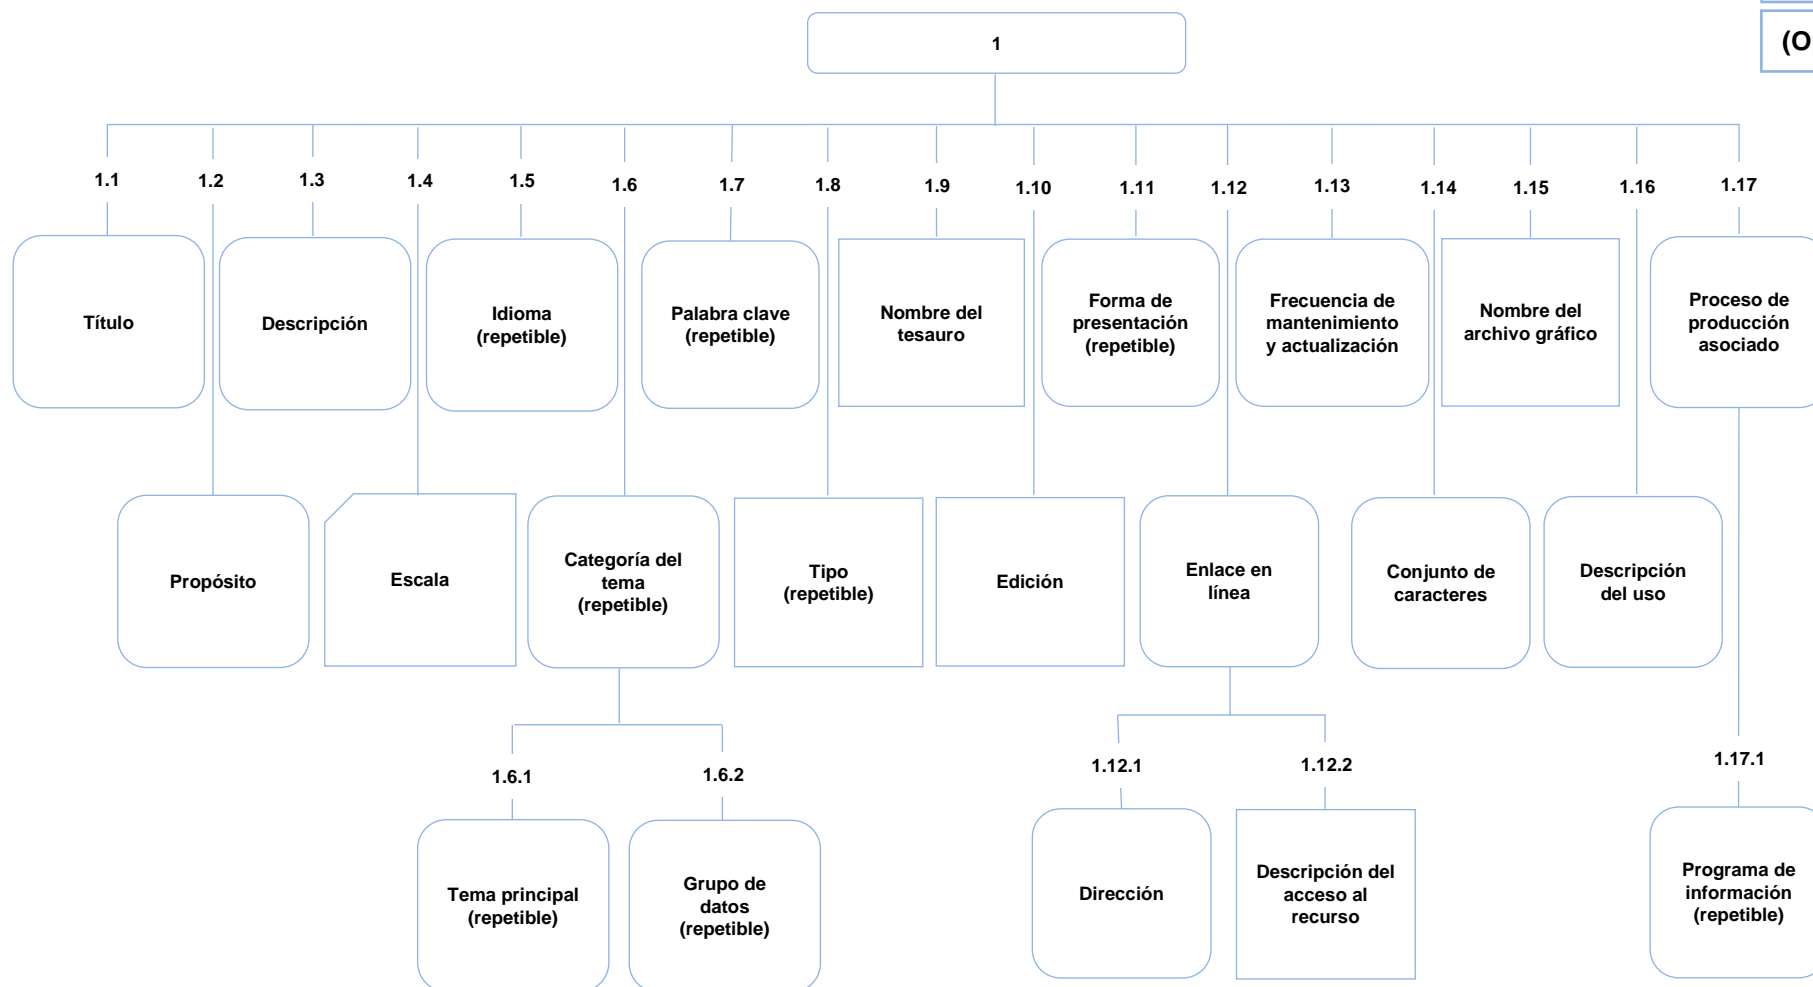 1
(O
1.1
1.2
1.3
1.4
1.5
1.6
1.7
1.8
1.9
1.10
1.11
1.12
1.13
1.14
1.15
1.16
1.17
Título
Descripción
Idioma
(repetible)
Palabra clave
(repetible)
Nombre del
tesauro
Forma de
presentación
(repetible)
Frecuencia de
mantenimiento
y actualización
Nombre del
archivo gráfico
Proceso de
producción
asociado
Propósito
Escala
Categoría del
tema
(repetible)
Tipo
(repetible)
Edición
Enlace en
línea
Conjunto de
caracteres
Descripción
del uso
1.6.1
1.6.2
1.12.1
1.12.2
1.17.1
Tema principal
(repetible)
Grupo de
datos
(repetible)
Dirección
Descripción del
acceso al
recurso
Programa de
información
(repetible)